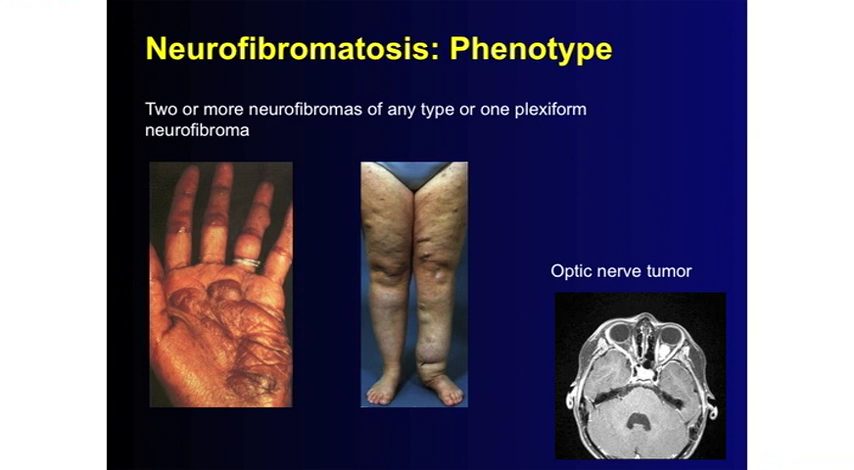 Neurofibromatosis: Phenotype
Two or more neurofibromas of any type or one plexiform
neurofibroma
Optic nerve tumor